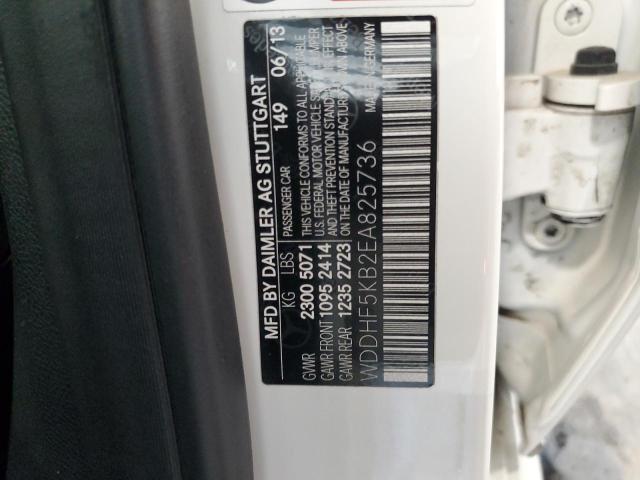 MFD BY DAIMLER AG STUTTGART
149 06/13
KG LBS PASSENGER CAR
GVWR 2300 5071 THIS VEHICLE CONFORMS TO ALL APPLICABLE
GAWR FRONT 1095 2414 U.S. FEDERAL MOTOR VEHICLE SAFETY, BUMPER
AND THEFT PREVENTION STANDARDS IN EFFECT
GAWR REAR 1235 2723 ON THE DATE OF MANUFACTURE SHOWN ABOVE
MADE IN GERMANY
WDDHF5KB2EA825736